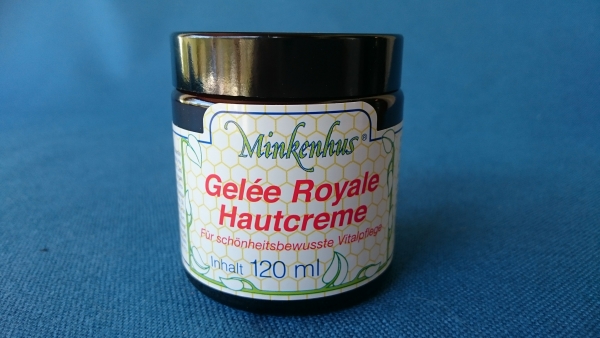 Minkenhus®
Gelée Royale
Hautcreme
Für schönheitsbewusste Vitalpflege
Inhalt 120 ml